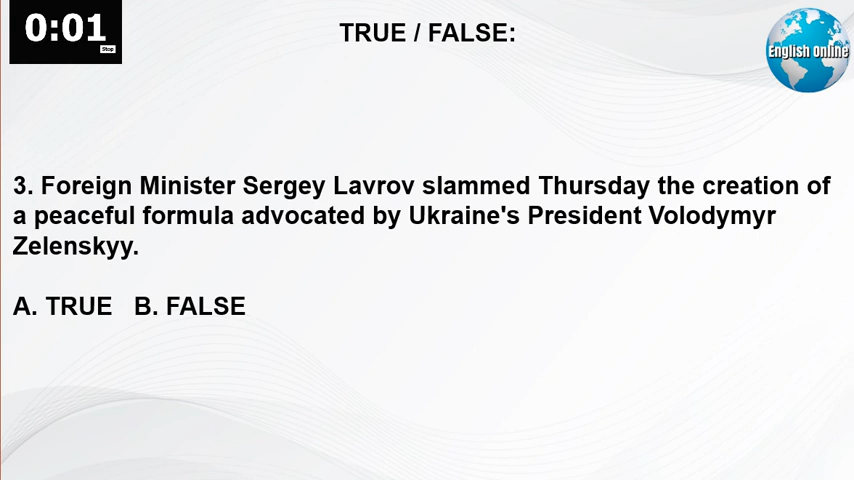 0:01
Stop
TRUE / FALSE:
English Online
3. Foreign Minister Sergey Lavrov slammed Thursday the creation of
a peaceful formula advocated by Ukraine's President Volodymyr
Zelenskyy.
A. TRUE B. FALSE